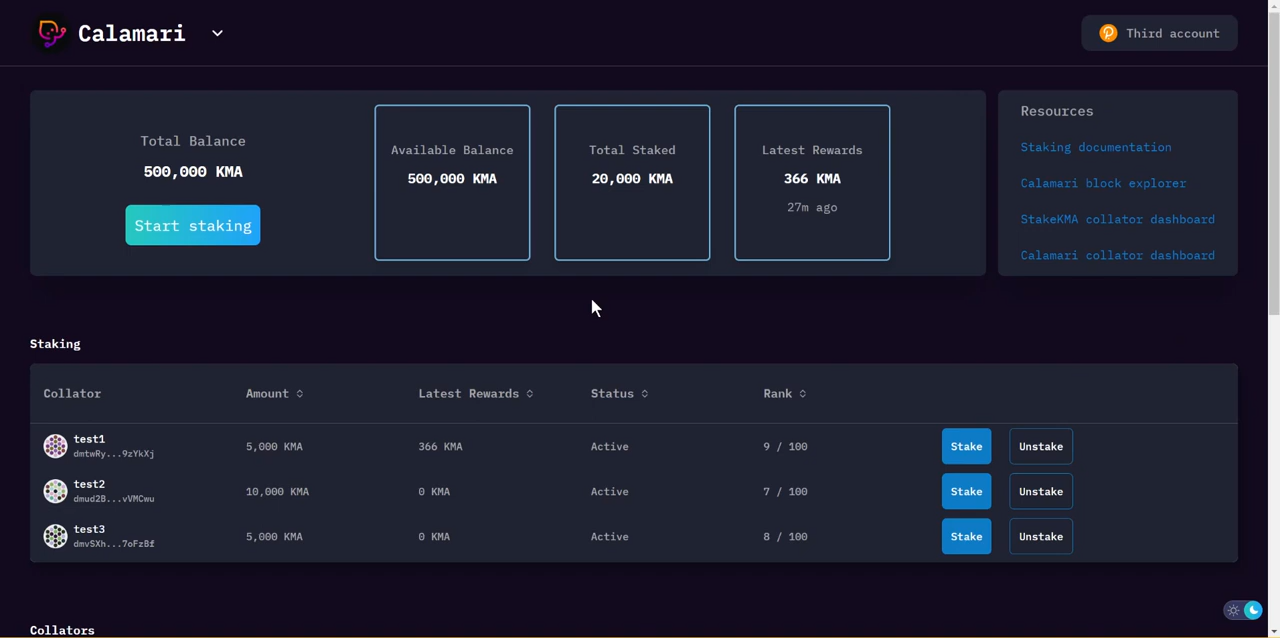 Calamari
Third account
Total Balance
500,000 KMA
Start staking
Available Balance
500,000 KMA
Total Staked
20,000 KMA
Latest Rewards
366 KMA
27m ago
Resources
Staking documentation
Calamari block explorer
StakeKMA collator dashboard
Calamari collator dashboard
Staking
Collator Amount Latest Rewards Status Rank
test1
dmtwRy...9zYkXj
5,000 KMA 366 KMA Active 9 / 100 Stake Unstake
test2
dmud2B...vVMCwu
10,000 KMA 0 KMA Active 7 / 100 Stake Unstake
test3
dmvSXh...7oFzBf
5,000 KMA 0 KMA Active 8 / 100 Stake Unstake
Collators